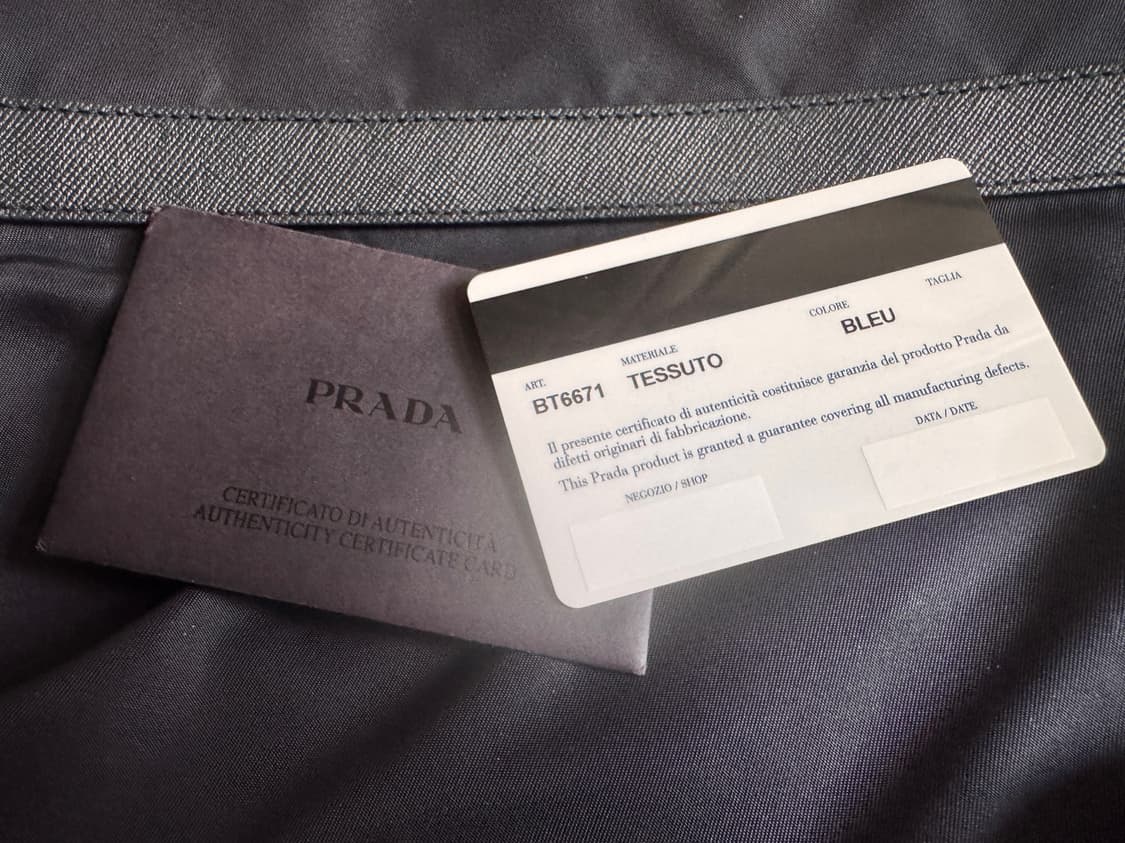 PRADA
CERTIFICATO DI AUTENTICITÀ
AUTHENTICITY CERTIFICATE CARD
ART. MATERIALE COLORE TAGLIA
BT6671 TESSUTO BLEU
Il presente certificato di autenticità costituisce garanzia del prodotto Prada da
difetti originari di fabbricazione.
This Prada product is granted a guarantee covering all manufacturing defects.
NEGOZIO / SHOP DATA / DATE